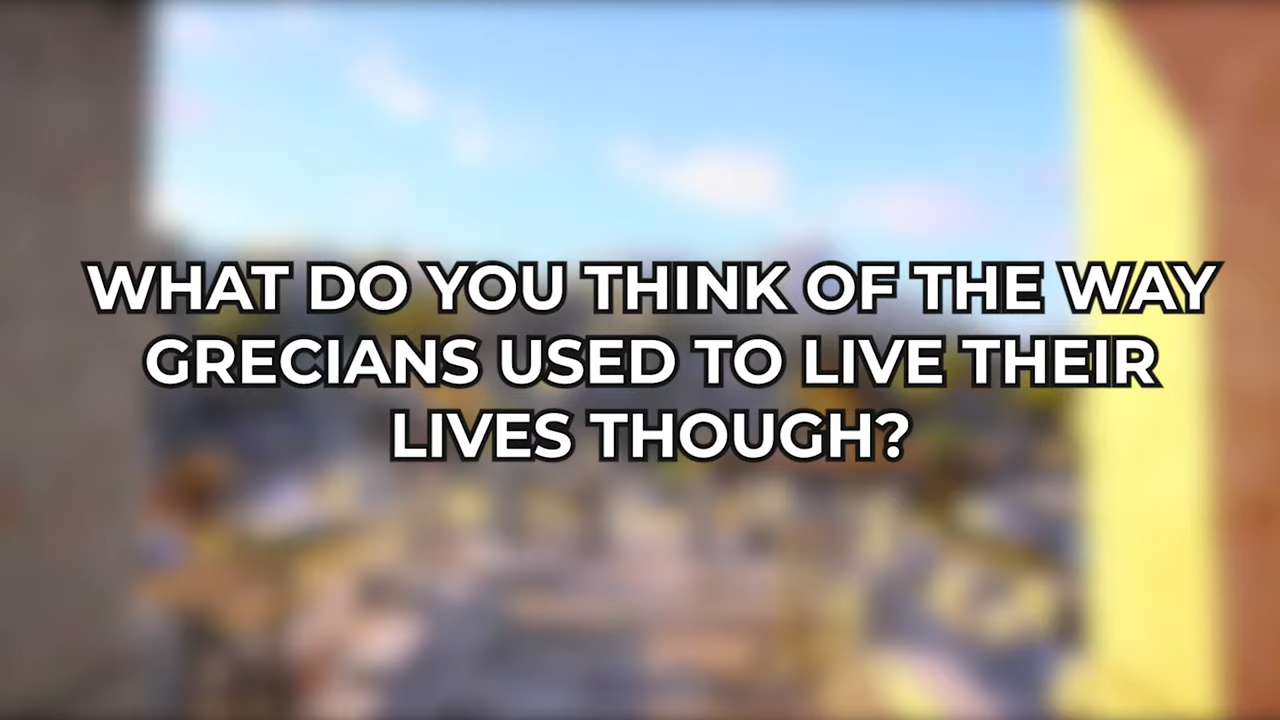 WHAT DO YOU THINK OF THE WAY
GRECIANS USED TO LIVE THEIR
LIVES THOUGH?